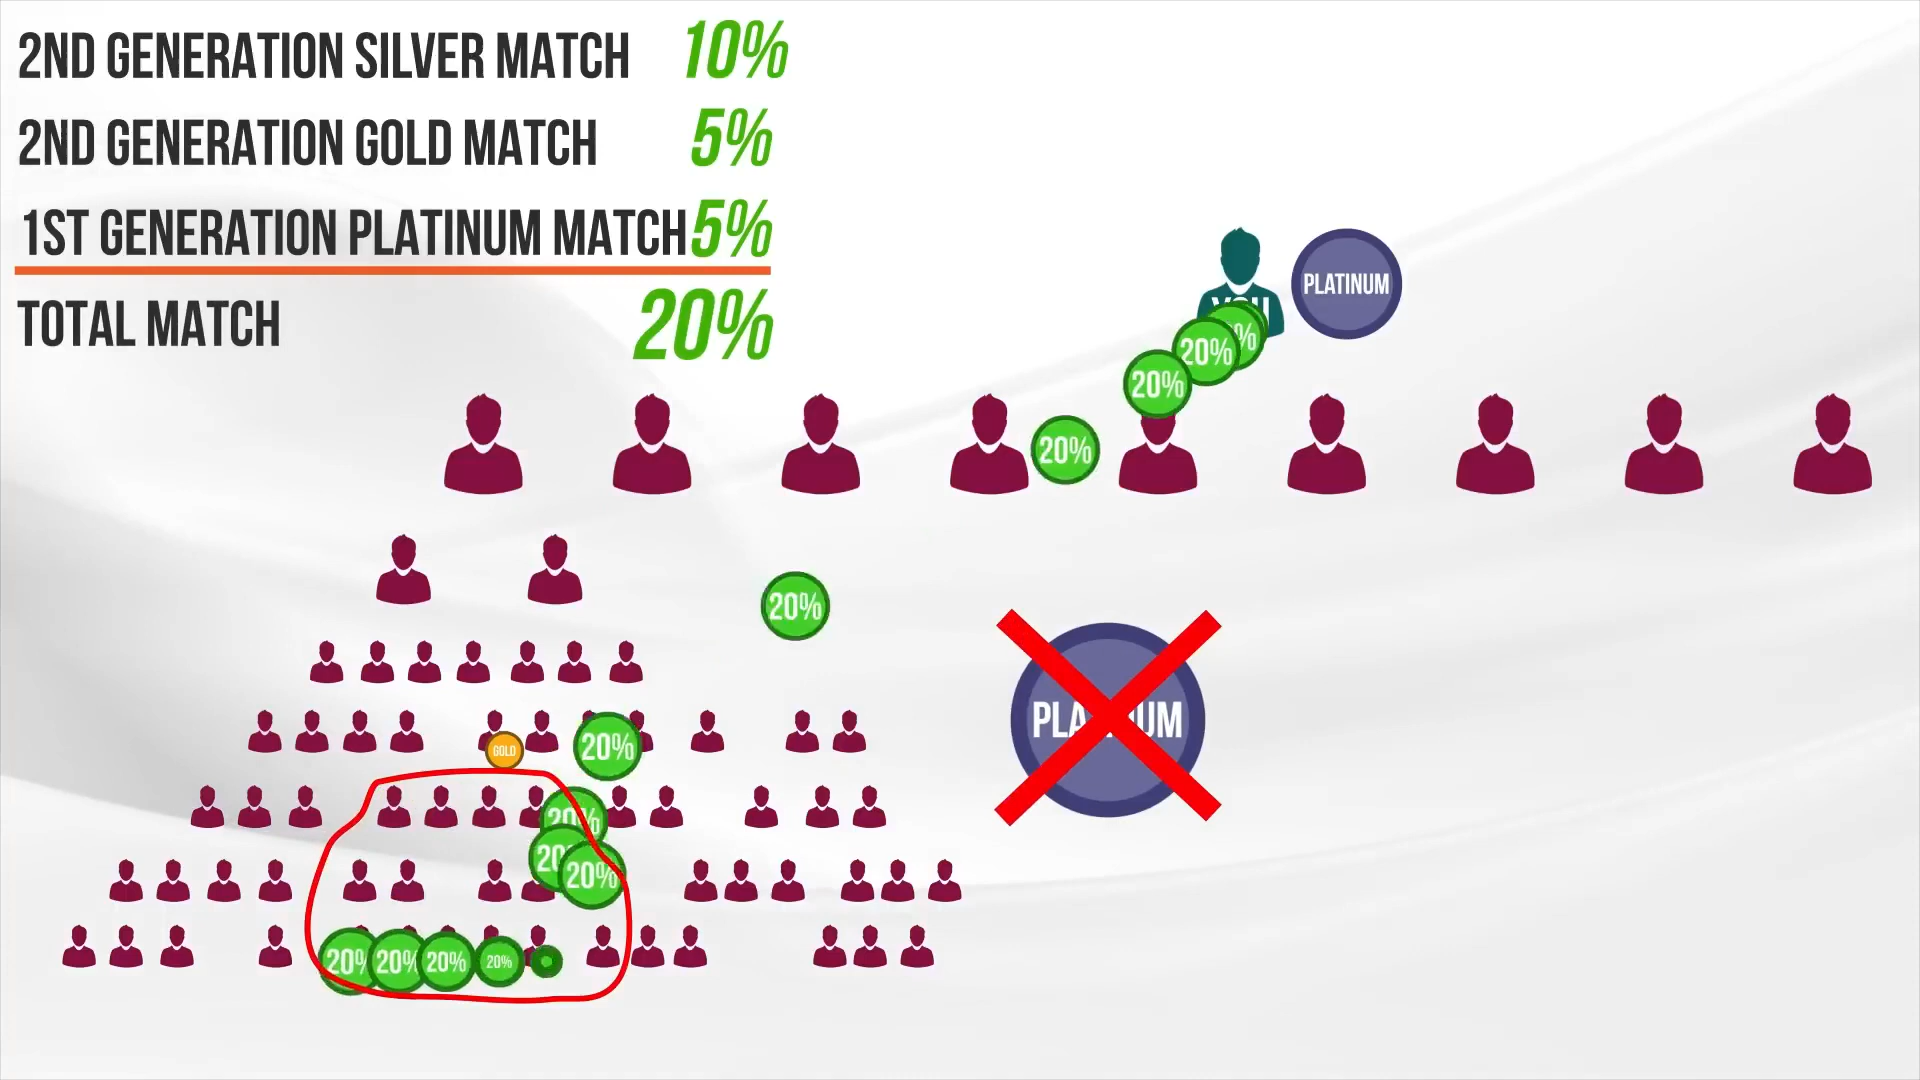 2ND GENERATION SILVER MATCH 10%
2ND GENERATION GOLD MATCH 5%
1ST GENERATION PLATINUM MATCH 5%
TOTAL MATCH 20%
PLATINUM
20%
20%
20%
20%
GOLD
20%
20%
20%
20%
20%
20%
20%